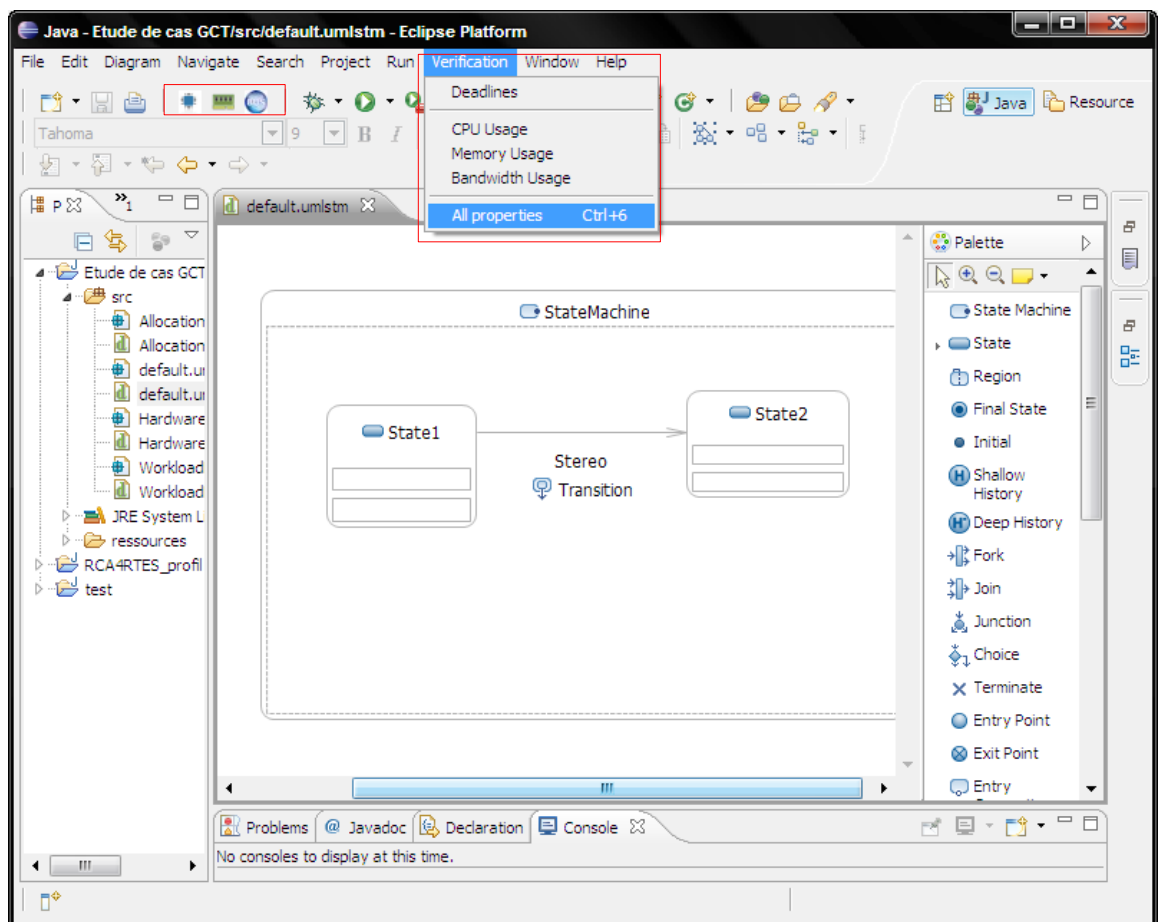 Java - Etude de cas GCT/src/default.umlstm - Eclipse Platform
File Edit Diagram Navigate Search Project Run Verification Window Help
Deadlines
CPU Usage
Memory Usage
Bandwidth Usage
All properties Ctrl+6
Java Resource
Tahoma 9 B I
P 1
default.umlstm
Etude de cas GCT
src
Allocation
Allocation
default.u
default.u
Hardware
Hardware
Workload
Workload
JRE System L
ressources
RCA4RTES_profil
test
StateMachine
State1
State2
Stereo
Transition
Palette
State Machine
State
Region
Final State
Initial
Shallow
History
Deep History
Fork
Join
Junction
Choice
Terminate
Entry Point
Exit Point
Entry
Problems @ Javadoc Declaration Console
No consoles to display at this time.